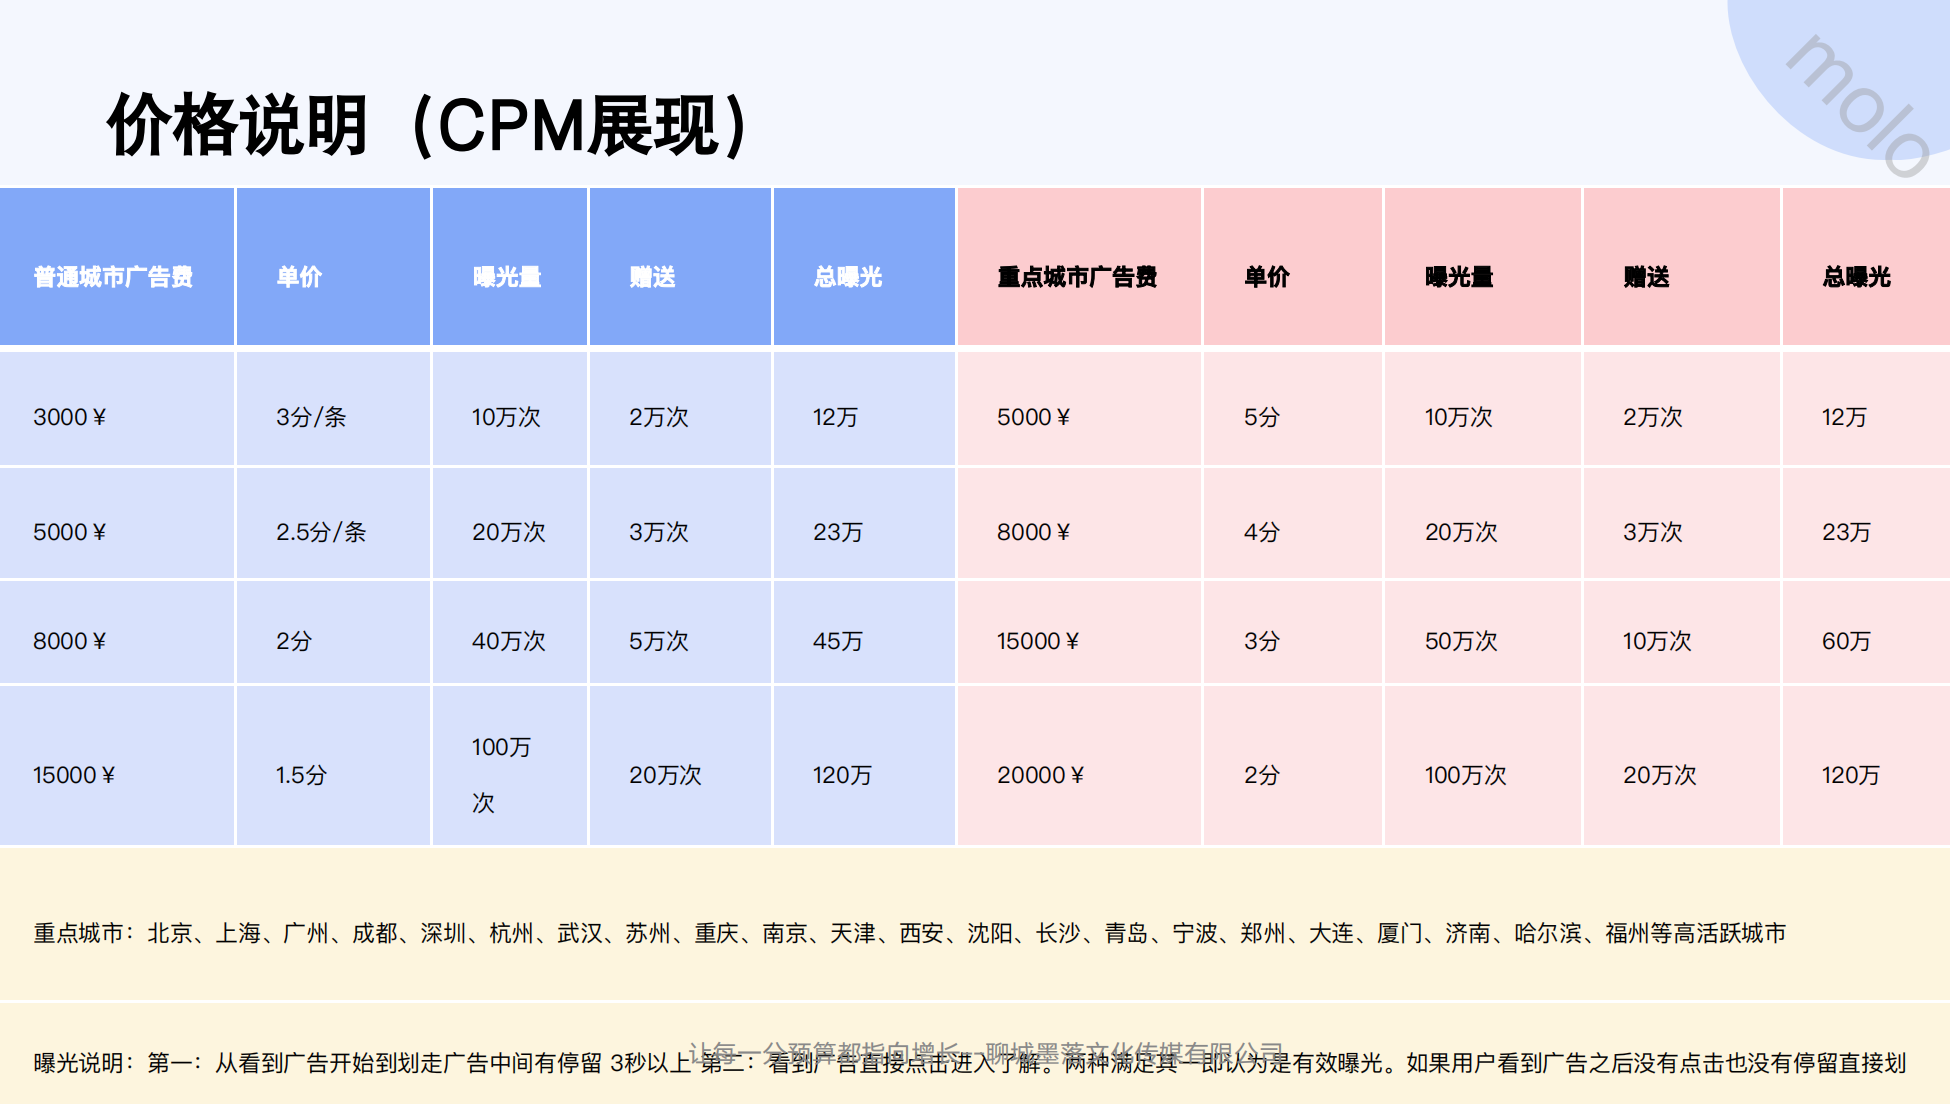 molo
价格说明（CPM展现）
普通城市广告费 单价 曝光量 赠送 总曝光 重点城市广告费 单价 曝光量 赠送 总曝光
3000￥ 3分/条 10万次 2万次 12万 5000￥ 5分 10万次 2万次 12万
5000￥ 2.5分/条 20万次 3万次 23万 8000￥ 4分 20万次 3万次 23万
8000￥ 2分 40万次 5万次 45万 15000￥ 3分 50万次 10万次 60万
15000￥ 1.5分 100万次 20万次 120万 20000￥ 2分 100万次 20万次 120万
重点城市：北京、上海、广州、成都、深圳、杭州、武汉、苏州、重庆、南京、天津、西安、沈阳、长沙、青岛、宁波、郑州、大连、厦门、济南、哈尔滨、福州等高活跃城市
让每一分预算都指向增长--聊城墨落文化传媒有限公司
曝光说明：第一：从看到广告开始到划走广告中间有停留 3秒以上 第二：看到广告直接点击进入了解。两种满足其一即认为是有效曝光。如果用户看到广告之后没有点击也没有停留直接划